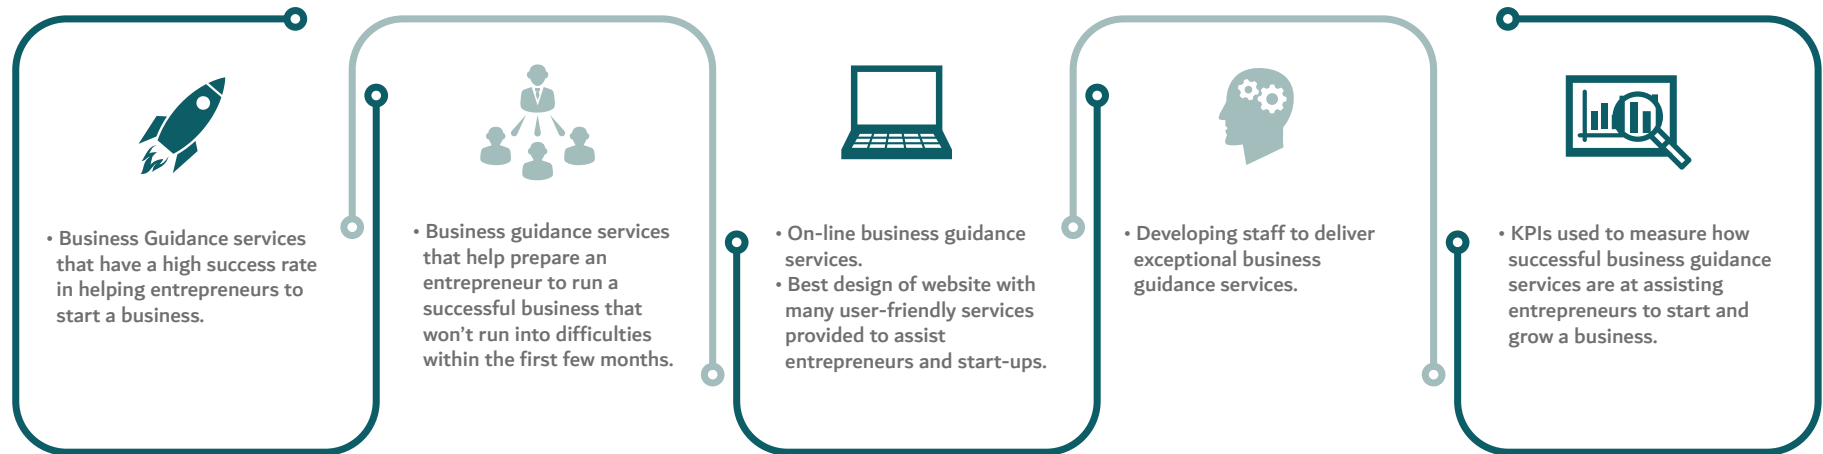 • Business Guidance services
that have a high success rate
in helping entrepreneurs to
start a business.
• Business guidance services
that help prepare an
entrepreneur to run a
successful business that
won’t run into difficulties
within the first few months.
• On-line business guidance
services.
• Best design of website with
many user-friendly services
provided to assist
entrepreneurs and start-ups.
• Developing staff to deliver
exceptional business
guidance services.
• KPIs used to measure how
successful business guidance
services are at assisting
entrepreneurs to start and
grow a business.